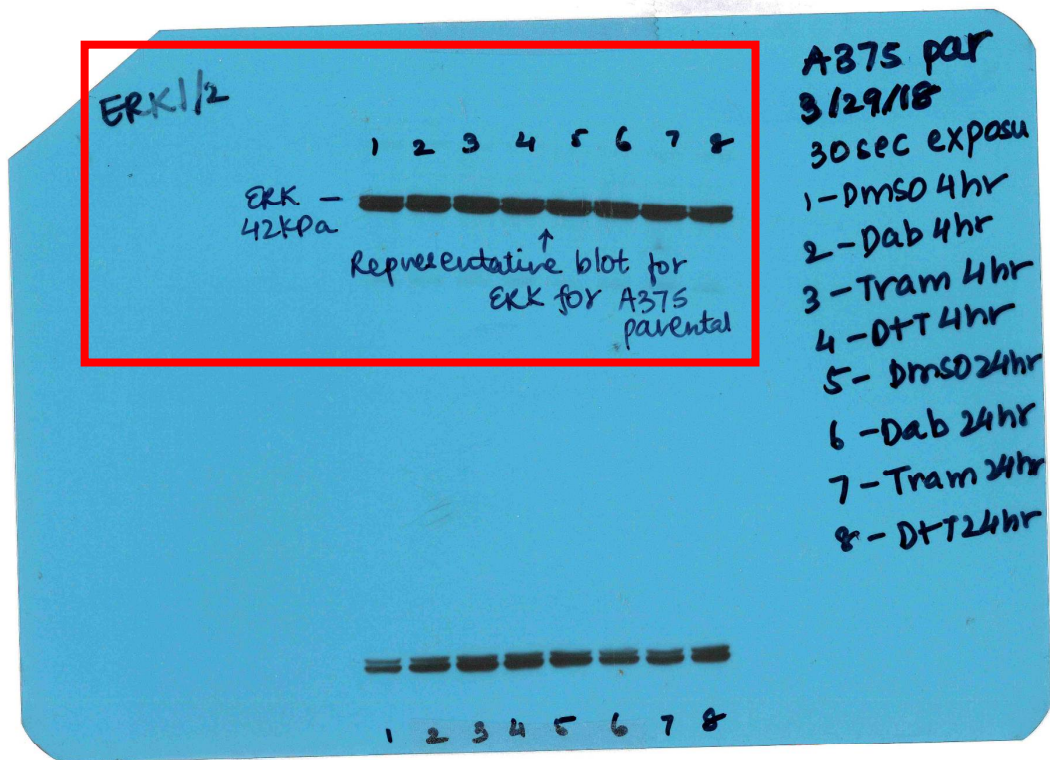 ERK1/2
1 2 3 4 5 6 7 8
ERK –
42KPa
↑
Representative blot for
ERK for A375
parental
A375 par
3/29/18
30sec exposu
1-DMSO 4hr
2-Dab 4hr
3-Tram 4hr
4-D+T 4hr
5- DMSO 24hr
6-Dab 24hr
7-Tram 24hr
8- D+T 24hr
1 2 3 4 5 6 7 8